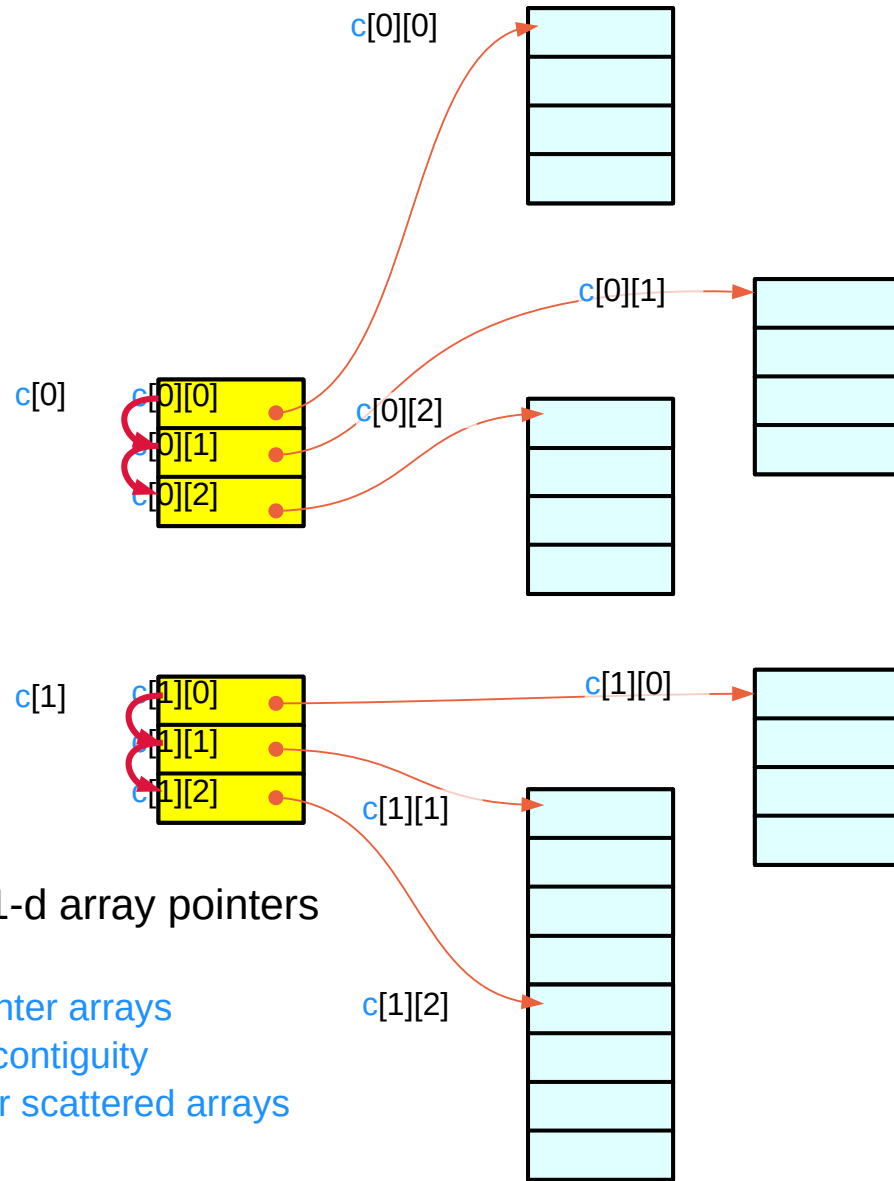 c[0][0]
c[0][1]
c[0] c[0][0] c[0][2]
c[0][1]
c[0][2]
c[1][0]
c[1] c[1][0]
c[1][1]
c[1][2] c[1][1]
1-d array pointers
nter arrays c[1][2]
contiguity
r scattered arrays